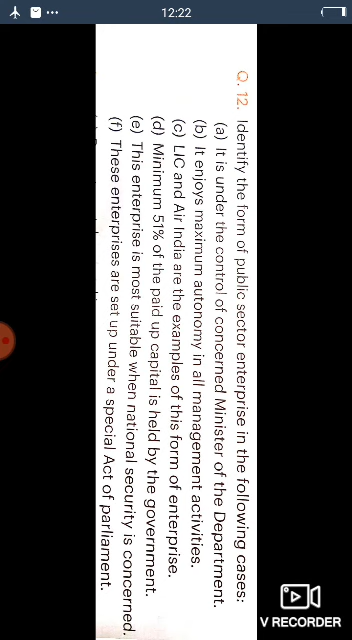 12:22
Q. 12. Identify the form of public sector enterprise in the following cases:
(a) It is under the control of concerned Minister of the Department.
(b) It enjoys maximum autonomy in all management activities.
(c) LIC and Air India are the examples of this form of enterprise.
(d) Minimum 51% of the paid up capital is held by the government.
(e) This enterprise is most suitable when national security is concerned.
(f) These enterprises are set up under a special Act of parliament.
V RECORDER